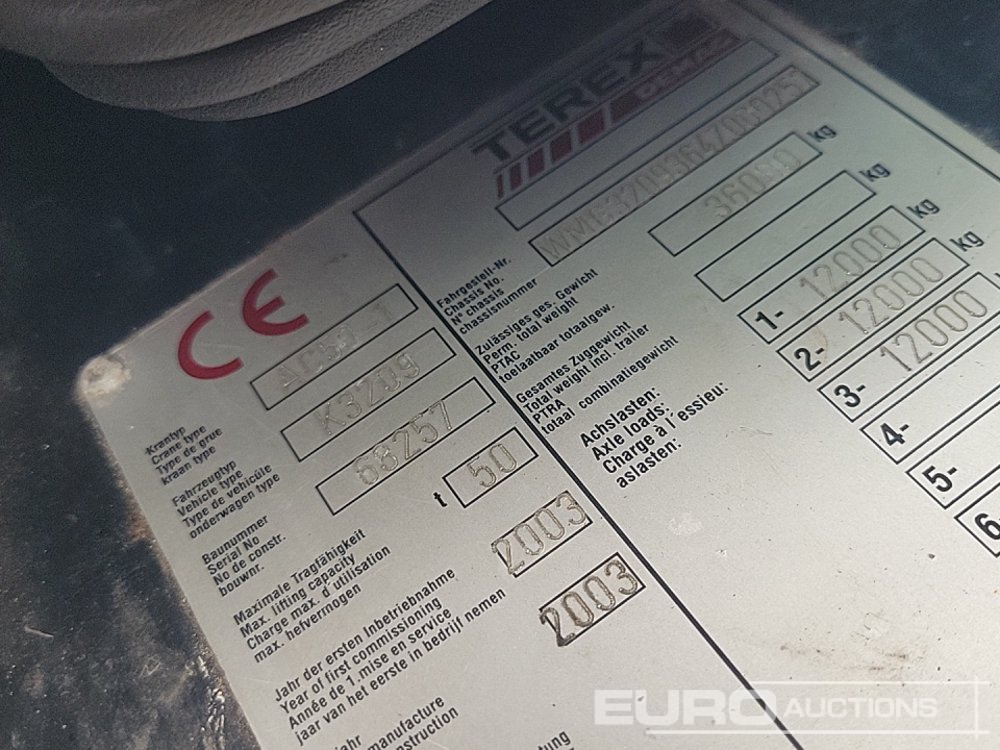 TEREX
DEMAG
CE
Krantyp
Crane type
Type de grue
kraan type
AC50-1
Fahrzeugtyp
Vehicle type
Type de vehicúle
onderwagen type
K3209
Baunummer
Serial No
No de constr.
bouwnr.
68257
Maximale Tragfähigkeit
Max. lifting capacity
Charge max. d'utilisation
max. hefvermogen
t 50
Jahr der ersten Inbetriebnahme
Year of first commissioning
Année de 1.mise en service
jaar van het eerste in bedrijf nemen
2003
2003
jahr
manufacture
construction
Fahrgestell-Nr.
Chassis No.
N° chassis
chassisnummer
Zulässiges ges. Gewicht
Perm. total weight
PTAC
toelaatbaar totaalgew.
36000 kg
Gesamtes Zuggewicht
Total weight incl. trailer
PTRA
totaal combinatiegewicht
kg
Achslasten:
Axle loads:
Charge à l'essieu:
aslasten:
1- 12000 kg
2- 12000 kg
3- 12000
4-
5-
6
EURO AUCTIONS